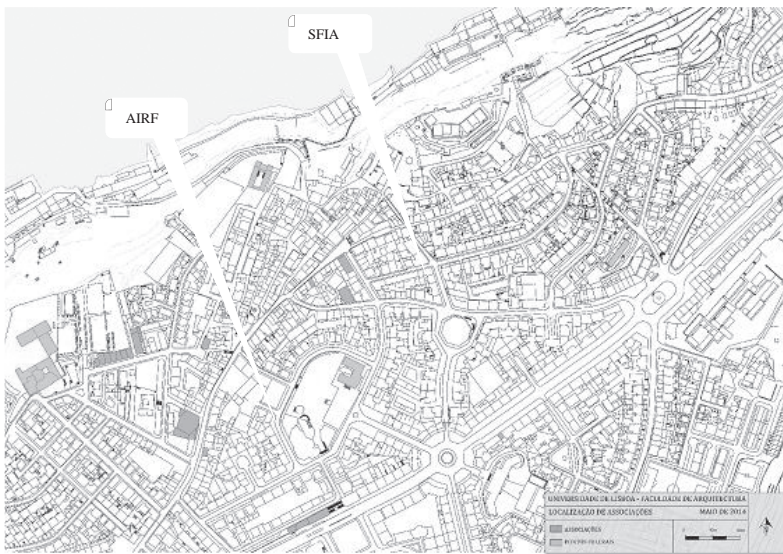 SFIA
AIRF
UNIVERSIDADE DE LISBOA - FACULDADE DE ARQUITECTURA
LOCALIZAÇÃO DE ASSOCIAÇÕES MAIO DE 2014
ASSOCIAÇÕES